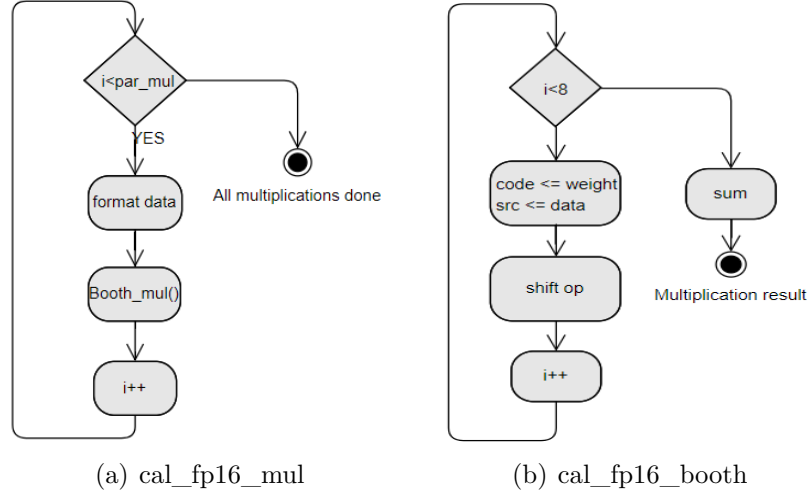 i<par_mul
YES
format data
Booth_mul()
i++
All multiplications done
(a) cal_fp16_mul
i<8
code <= weight
src <= data
shift op
i++
sum
Multiplication result
(b) cal_fp16_booth